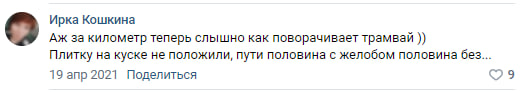 Ирка Кошкина
Аж за километр теперь слышно как поворачивает трамвай ))
Плитку на куске не положили, пути половина с желобом половина без...
19 апр 2021 Поделиться 9